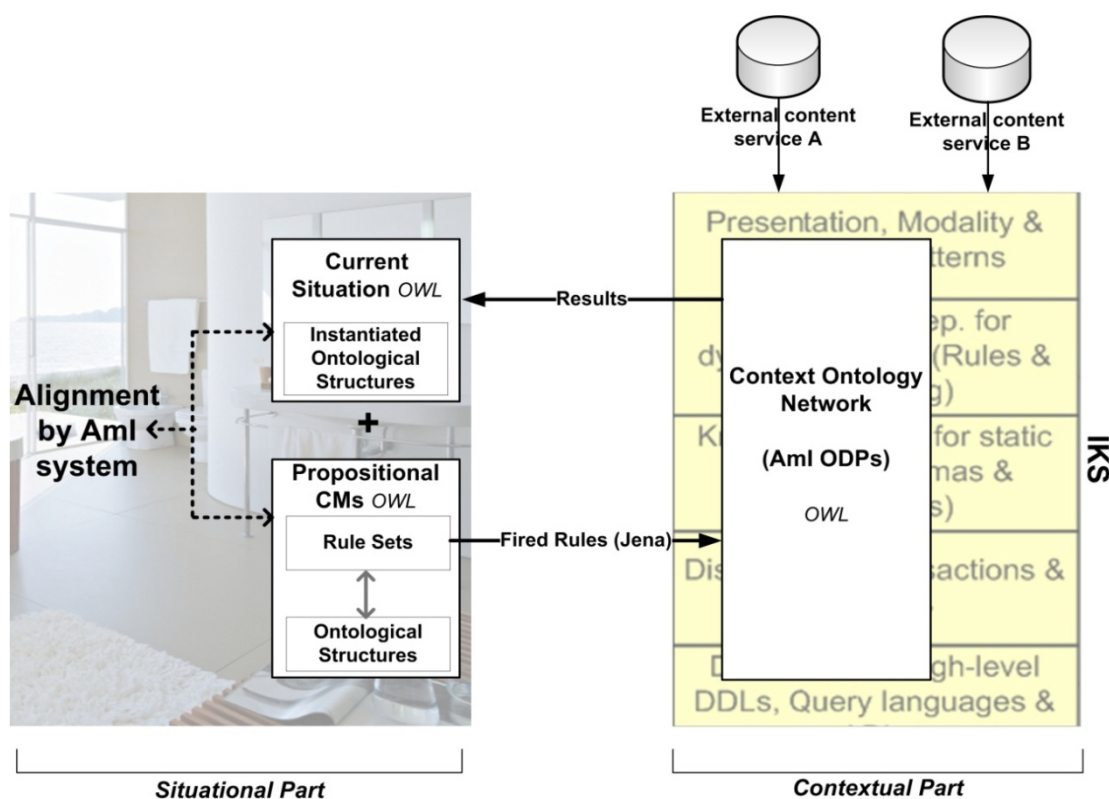 External content
service A
External content
service B
Presentation, Modality &
tterns
ep. for
dy
(Rules &
g)
for static
mas &
s)
Dis
sactions &
gh-level
DDLs, Query languages &
IKS
Current
Situation OWL
Instantiated
Ontological
Structures
+
Results
Alignment
by AmI
system
Propositional
CMs OWL
Rule Sets
Fired Rules (Jena)
Ontological
Structures
Context Ontology
Network
(AmI ODPs)
OWL
Situational Part
Contextual Part